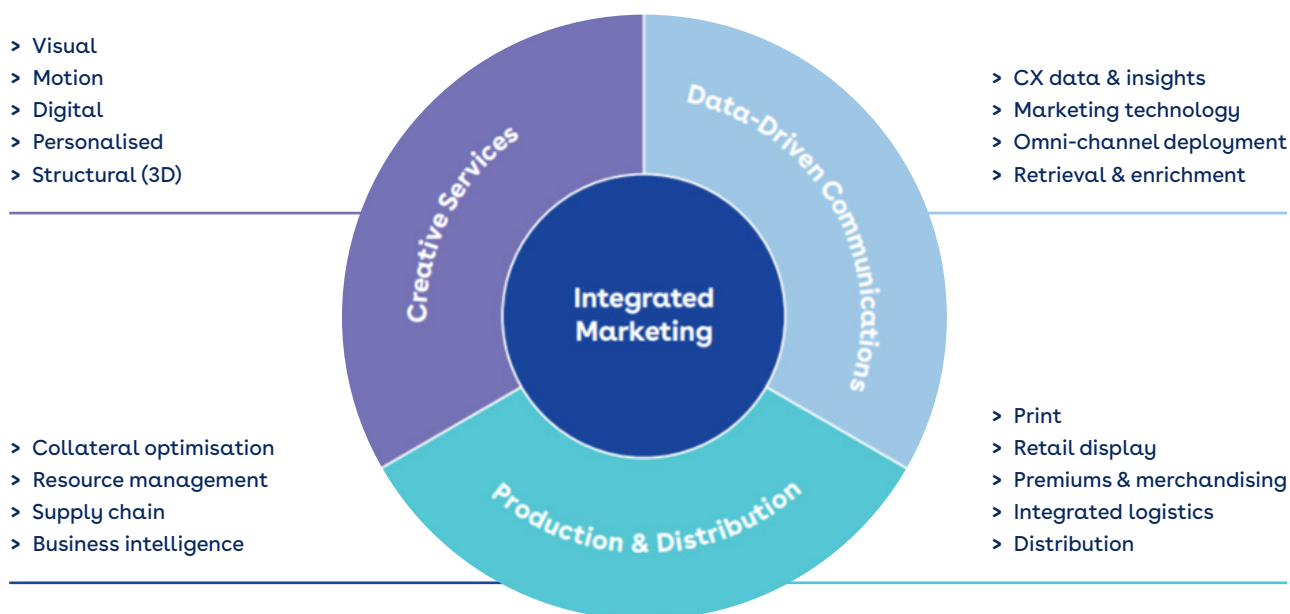 > Visual
> Motion
> Digital
> Personalised
> Structural (3D)
Creative Services
Data-Driven Communications
> CX data & insights
> Marketing technology
> Omni-channel deployment
> Retrieval & enrichment
Integrated
Marketing
> Collateral optimisation
> Resource management
> Supply chain
> Business intelligence
Production & Distribution
> Print
> Retail display
> Premiums & merchandising
> Integrated logistics
> Distribution